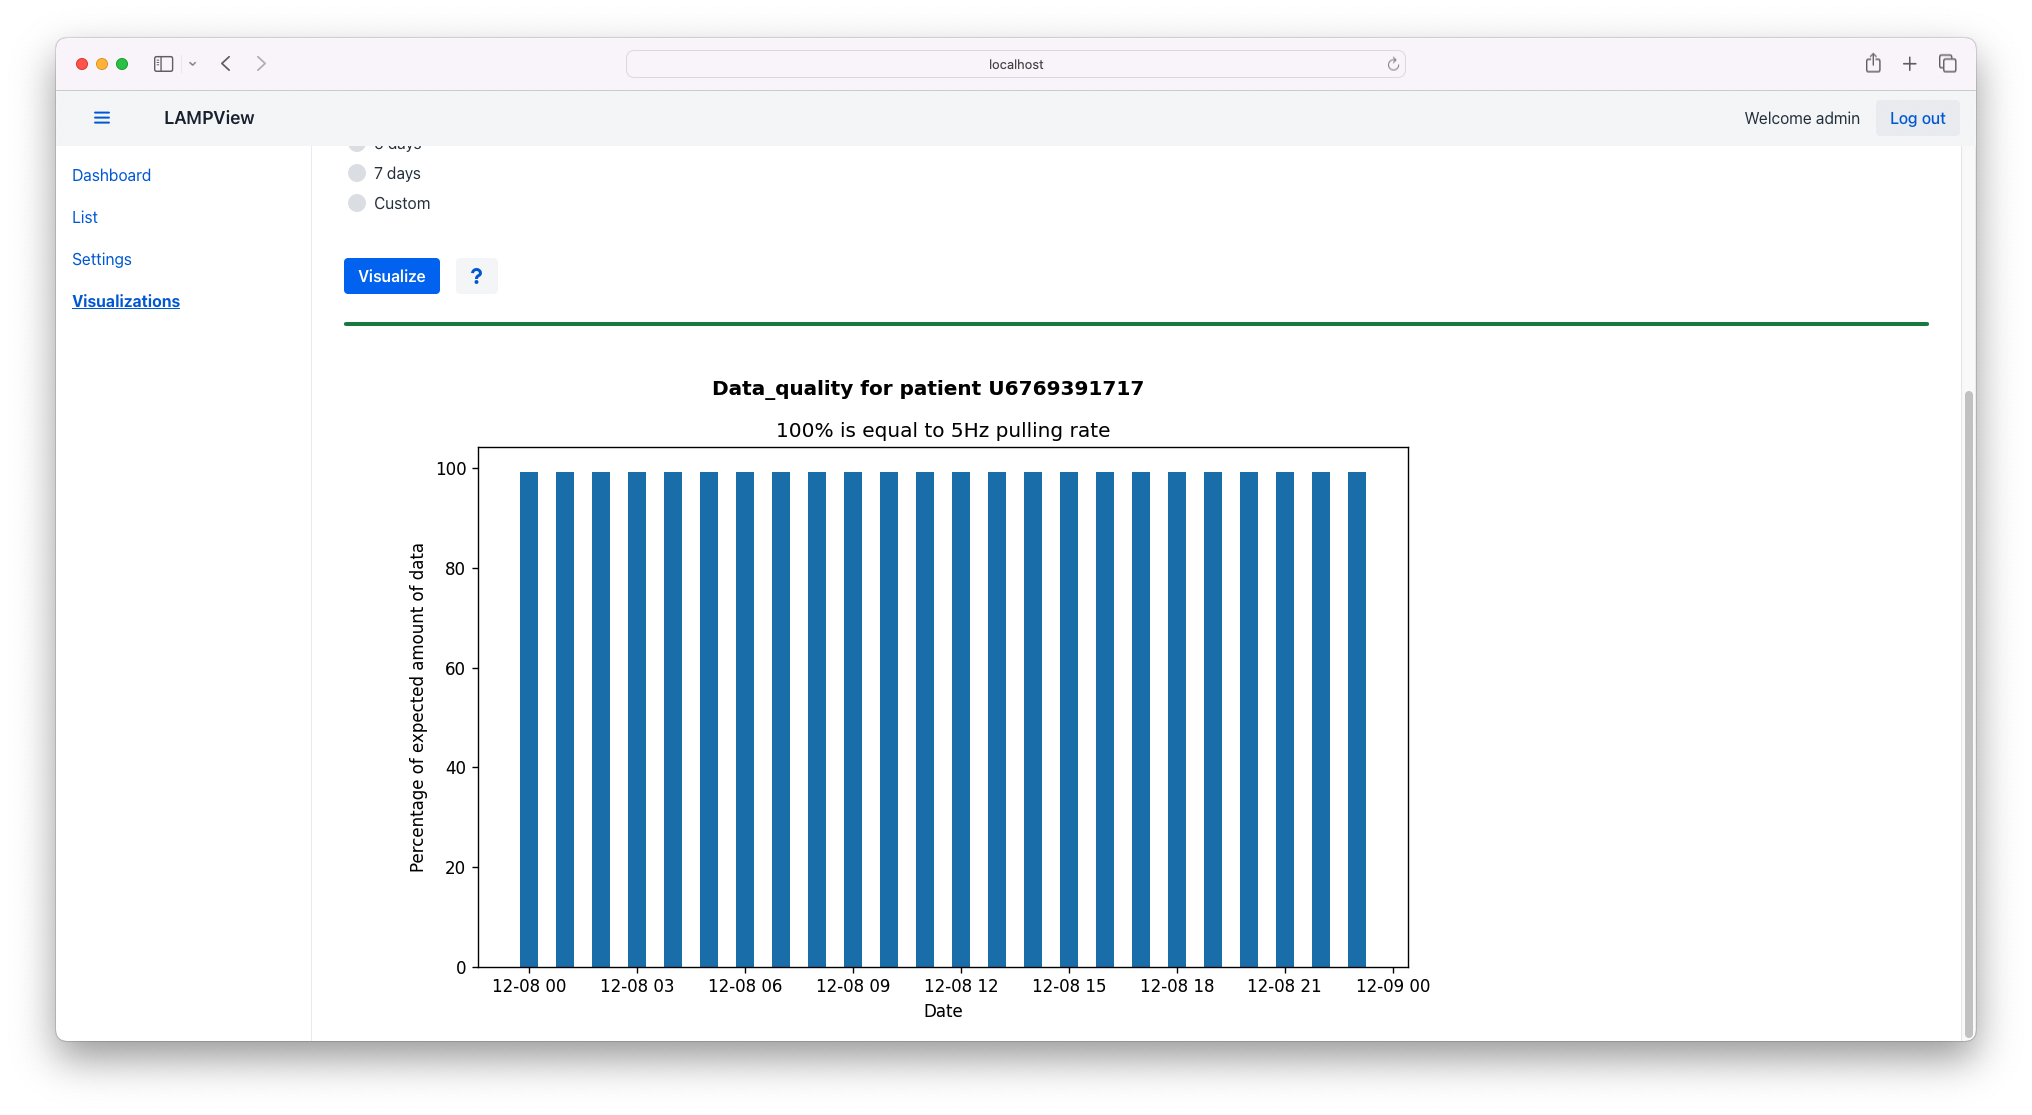 localhost
LAMPView
Welcome admin
Log out
Dashboard
List
Settings
Visualizations
days
7 days
Custom
Visualize
?
Data_quality for patient U6769391717
100% is equal to 5Hz pulling rate
100
80
60
40
20
0
Percentage of expected amount of data
12-08 00 12-08 03 12-08 06 12-08 09 12-08 12 12-08 15 12-08 18 12-08 21 12-09 00
Date